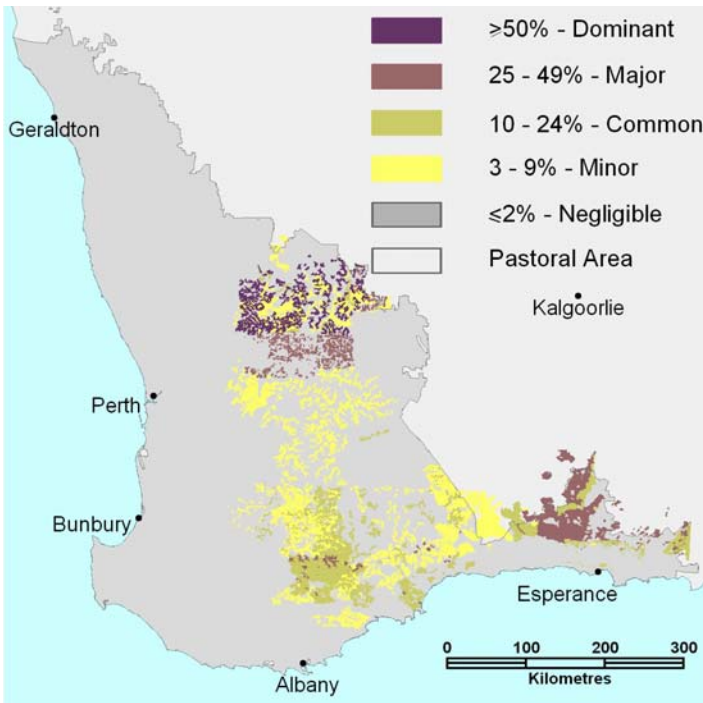 ⩾50% - Dominant
25 - 49% - Major
10 - 24% - Common
3 - 9% - Minor
⩽2% - Negligible
Pastoral Area
Geraldton
Kalgoorlie
Perth
Bunbury
Esperance
Albany
0 100 200 300
Kilometres